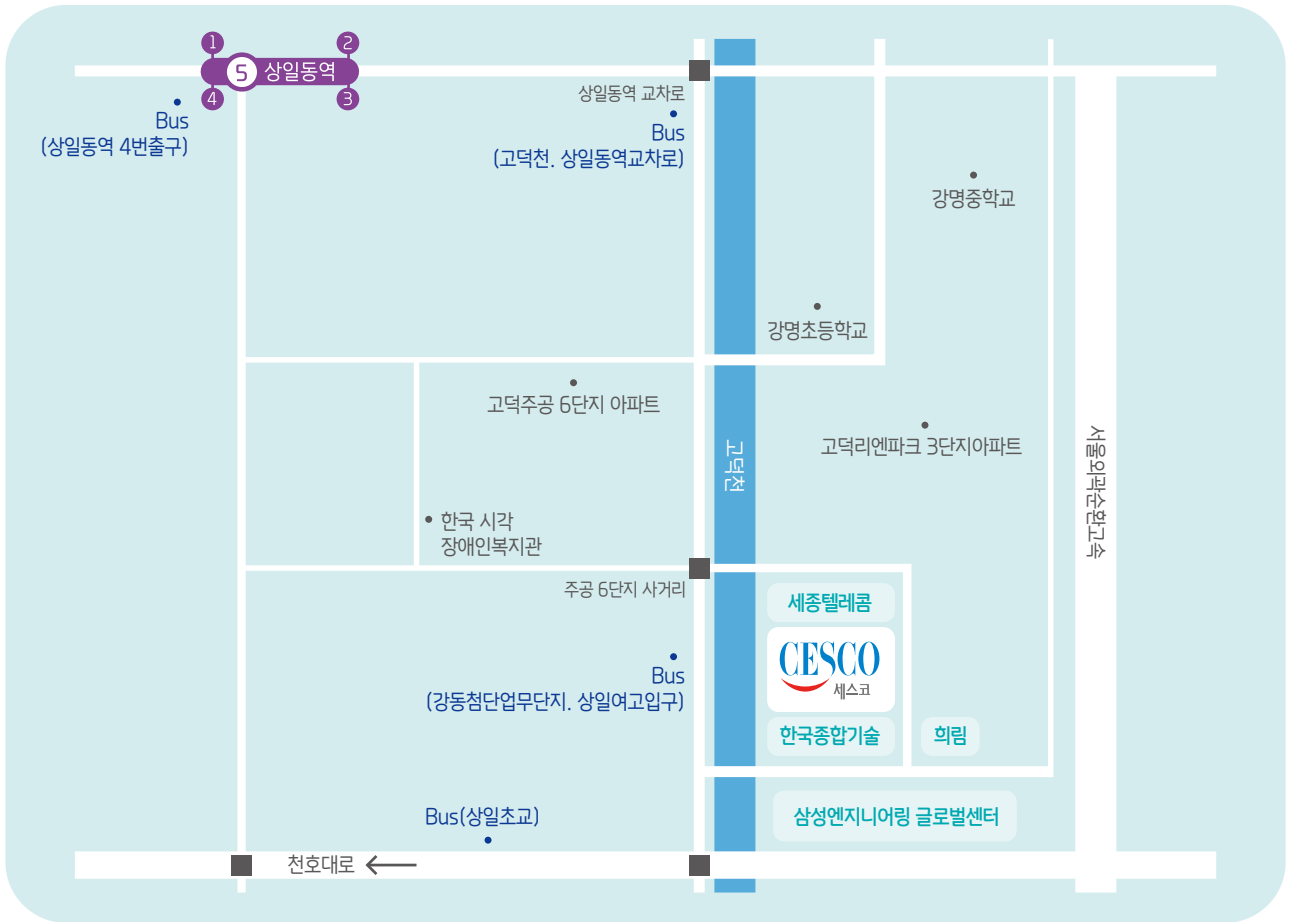 1
2
5 상일동역
4
3
Bus
(상일동역 4번출구)
상일동역 교차로
Bus
(고덕천. 상일동역교차로)
강명중학교
강명초등학교
고덕주공 6단지 아파트
고덕리엔파크 3단지아파트
고덕천
서울외곽순환고속
한국 시각
장애인복지관
주공 6단지 사거리
세종텔레콤
CESCO
세스코
Bus
(강동첨단업무단지. 상일여고입구)
한국종합기술
희림
Bus(상일초교)
삼성엔지니어링 글로벌센터
천호대로